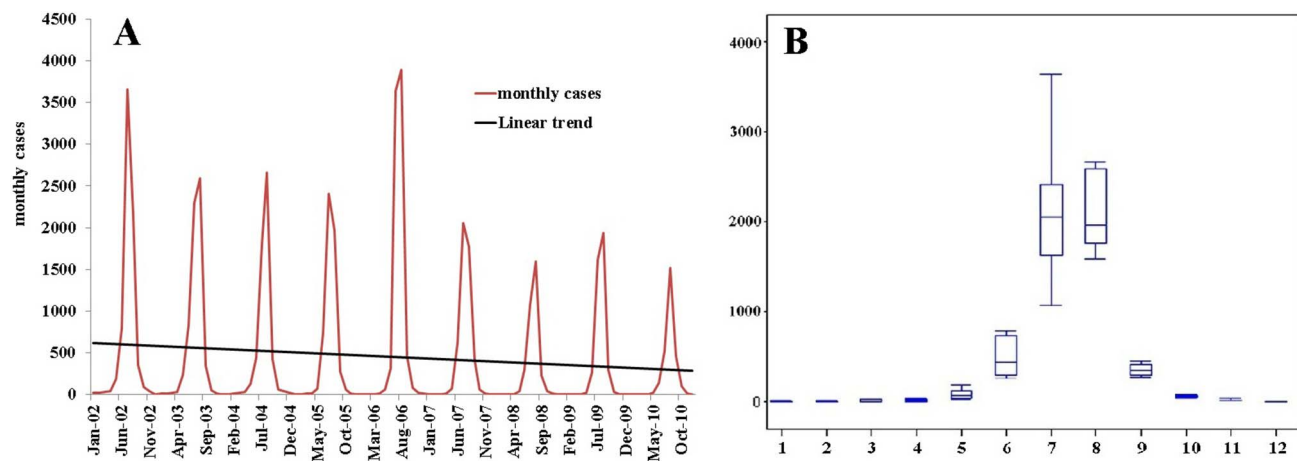 A
4500
4000
3500
3000
2500
2000
1500
1000
500
0
monthly cases
monthly cases
Linear trend
Jan-02
Jun-02
Nov-02
Apr-03
Sep-03
Feb-04
Jul-04
Dec-04
May-05
Oct-05
Mar-06
Aug-06
Jan-07
Jun-07
Nov-07
Apr-08
Sep-08
Feb-09
Jul-09
Dec-09
May-10
Oct-10
B
4000
3000
2000
1000
0
1 2 3 4 5 6 7 8 9 10 11 12